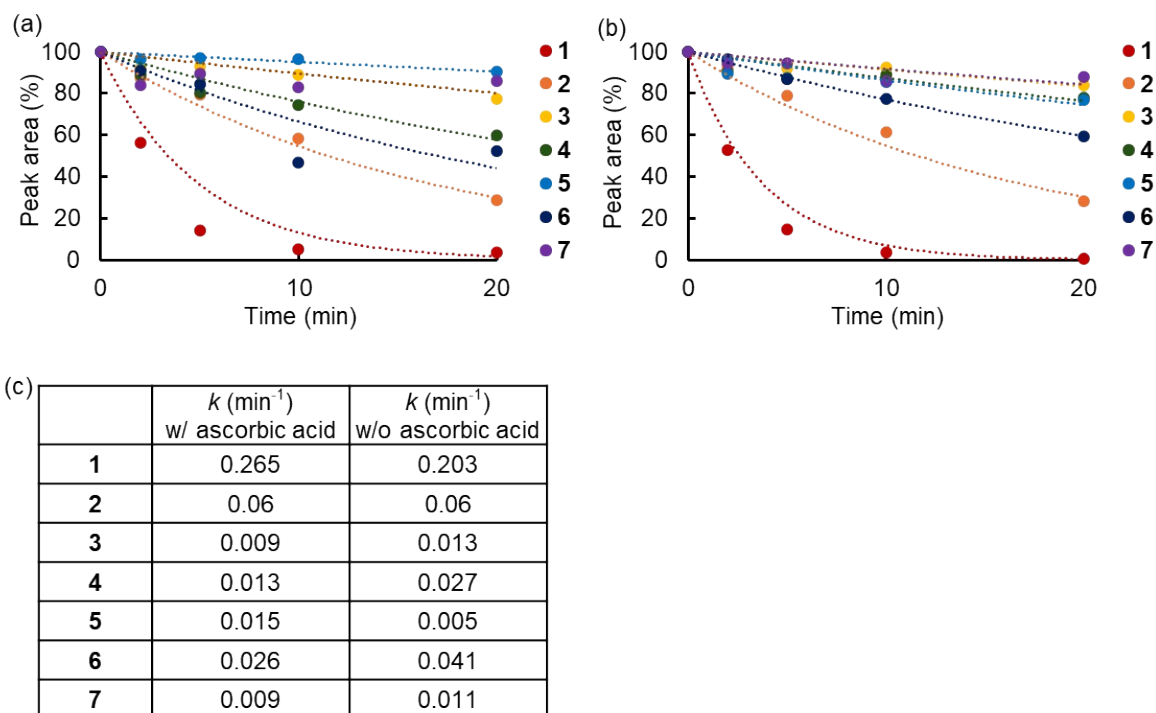 (a)
Peak area (%)
100
80
60
40
20
0
0 10 20
Time (min)
1
2
3
4
5
6
7
(b)
Peak area (%)
100
80
60
40
20
0
0 10 20
Time (min)
1
2
3
4
5
6
7
(c)
k (min⁻¹) w/ ascorbic acid k (min⁻¹) w/o ascorbic acid
1 0.265 0.203
2 0.06 0.06
3 0.009 0.013
4 0.013 0.027
5 0.015 0.005
6 0.026 0.041
7 0.009 0.011